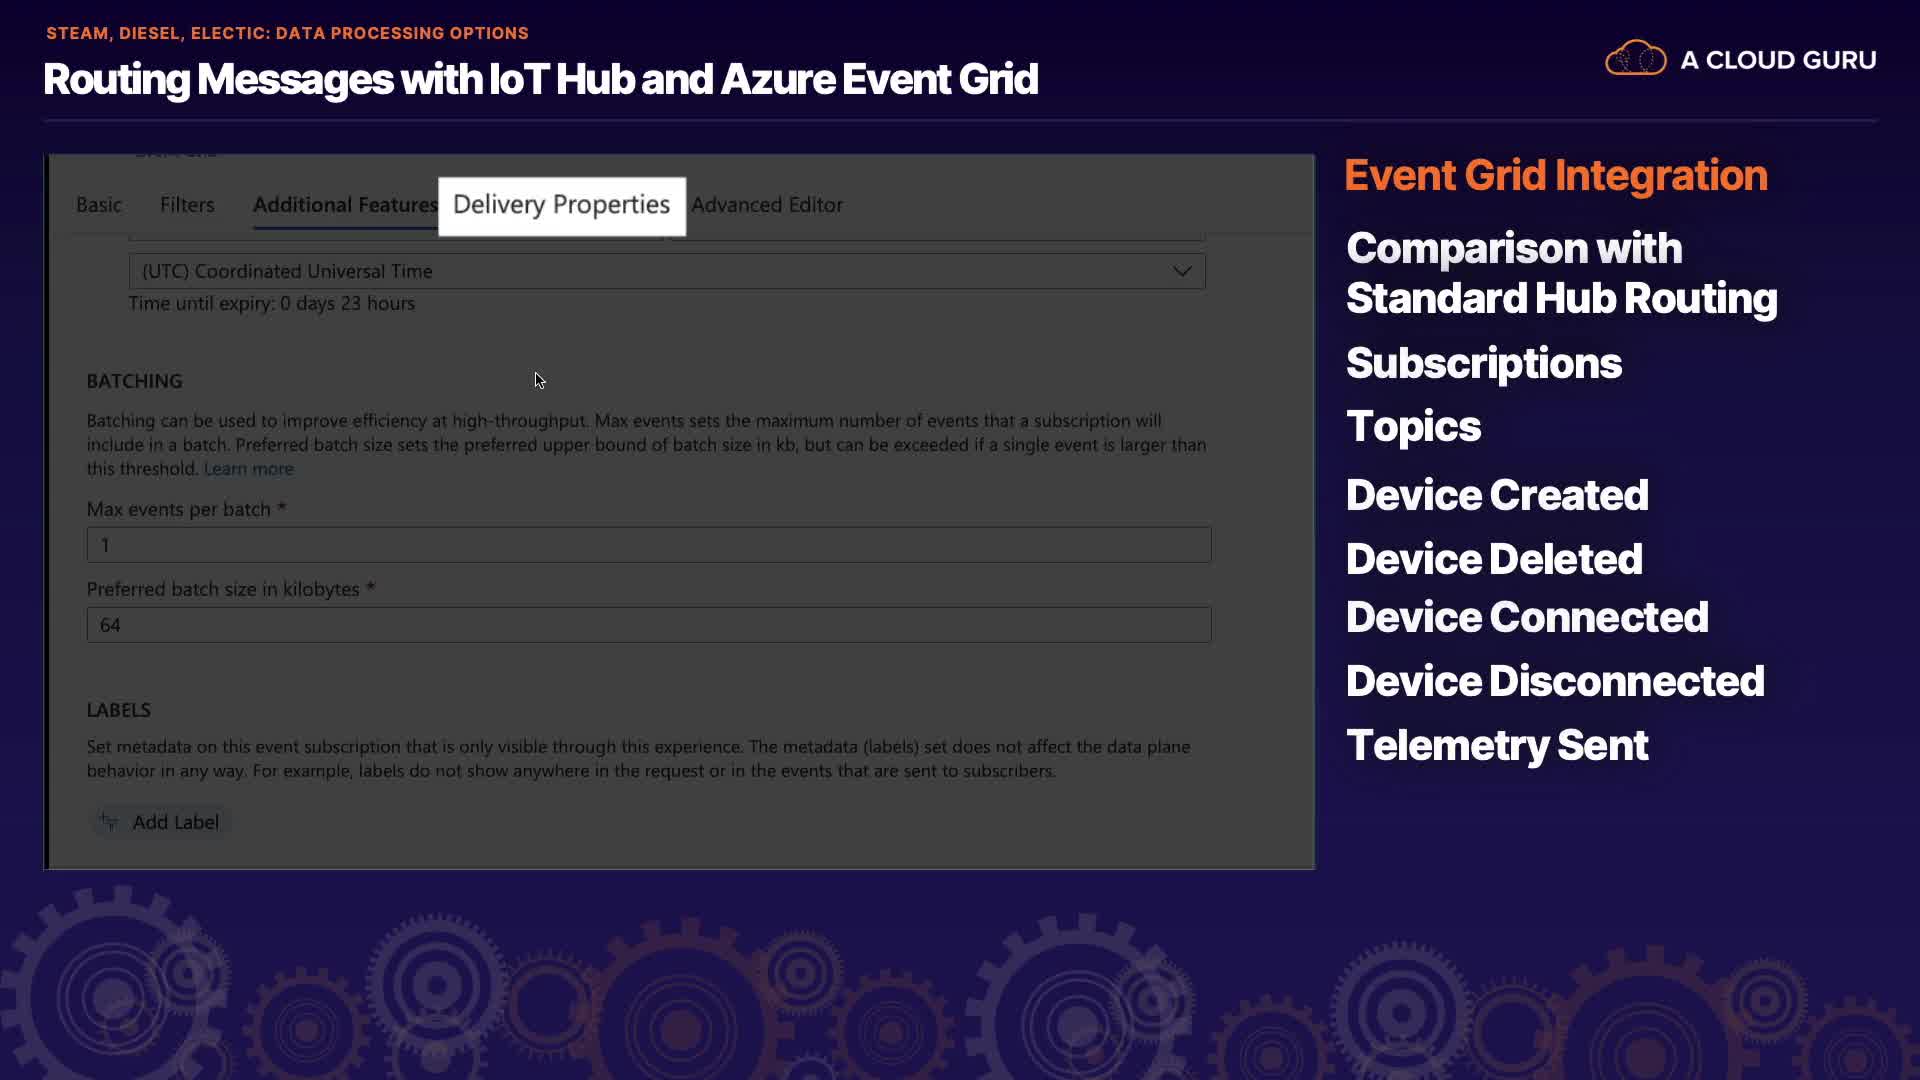 STEAM, DIESEL, ELECTIC: DATA PROCESSING OPTIONS
Routing Messages with IoT Hub and Azure Event Grid
A CLOUD GURU
Basic Filters Additional Features Delivery Properties Advanced Editor
(UTC) Coordinated Universal Time
Time until expiry: 0 days 23 hours
BATCHING
Batching can be used to improve efficiency at high-throughput. Max events sets the maximum number of events that a subscription will
include in a batch. Preferred batch size sets the preferred upper bound of batch size in kb, but can be exceeded if a single event is larger than
this threshold. Learn more
Max events per batch *
1
Preferred batch size in kilobytes *
64
LABELS
Set metadata on this event subscription that is only visible through this experience. The metadata (labels) set does not affect the data plane
behavior in any way. For example, labels do not show anywhere in the request or in the events that are sent to subscribers.
Add Label
Event Grid Integration
Comparison with
Standard Hub Routing
Subscriptions
Topics
Device Created
Device Deleted
Device Connected
Device Disconnected
Telemetry Sent